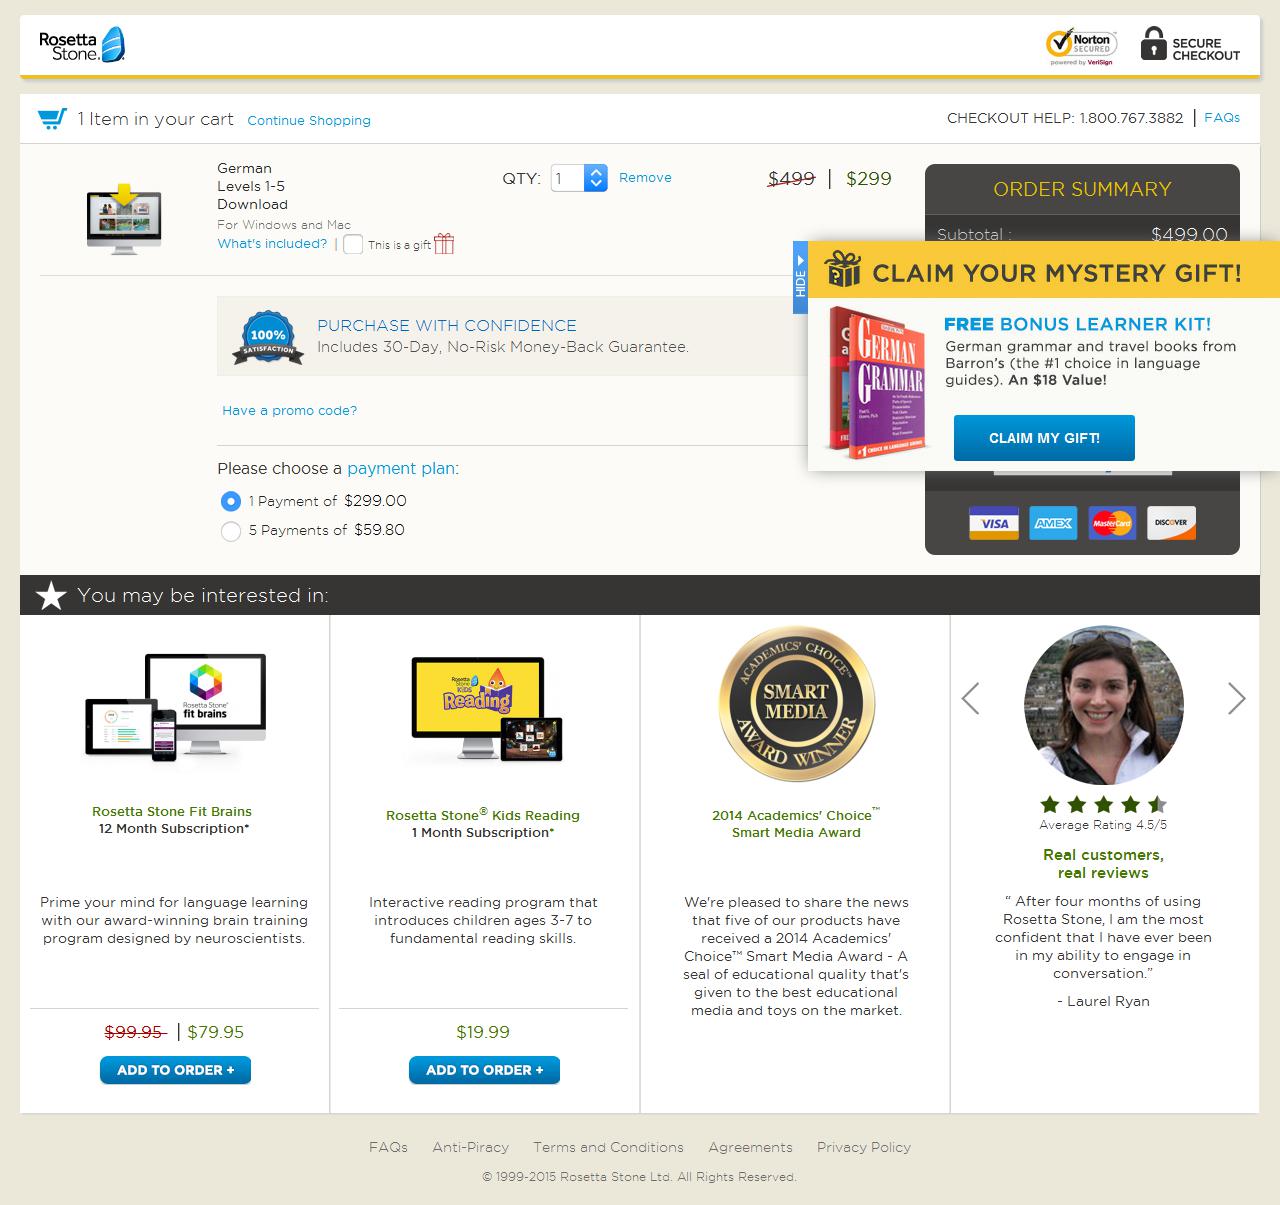 Rosetta
Stone.
Norton
SECURED
powered by VeriSign
SECURE
CHECKOUT
1 Item in your cart Continue Shopping
CHECKOUT HELP: 1.800.767.3882 | FAQs
German
Levels 1-5
Download
For Windows and Mac
What's included? | This is a gift
QTY: 1 Remove
$499 | $299
ORDER SUMMARY
Subtotal : $499.00
HIDE
CLAIM YOUR MYSTERY GIFT!
GERMAN
GRAMMAR
#1 CHOICE IN LANGUAGE GUIDES
FREE BONUS LEARNER KIT!
German grammar and travel books from
Barron's (the #1 choice in language
guides). An $18 Value!
CLAIM MY GIFT!
100%
SATISFACTION
PURCHASE WITH CONFIDENCE
Includes 30-Day, No-Risk Money-Back Guarantee.
Have a promo code?
Please choose a payment plan:
1 Payment of $299.00
5 Payments of $59.80
VISA
AMEX
MasterCard
DISCOVER
You may be interested in:
Rosetta Stone®
fit brains
Rosetta Stone Fit Brains
12 Month Subscription*
Prime your mind for language learning
with our award-winning brain training
program designed by neuroscientists.
$99.95 | $79.95
ADD TO ORDER +
Rosetta
Stone
KIDS
Reading
Rosetta Stone® Kids Reading
1 Month Subscription*
Interactive reading program that
introduces children ages 3-7 to
fundamental reading skills.
$19.99
ADD TO ORDER +
ACADEMICS' CHOICE™
SMART
MEDIA
AWARD WINNER
2014 Academics' Choice™
Smart Media Award
We're pleased to share the news
that five of our products have
received a 2014 Academics'
Choice™ Smart Media Award - A
seal of educational quality that's
given to the best educational
media and toys on the market.
Average Rating 4.5/5
Real customers,
real reviews
“ After four months of using
Rosetta Stone, I am the most
confident that I have ever been
in my ability to engage in
conversation.”
- Laurel Ryan
FAQs Anti-Piracy Terms and Conditions Agreements Privacy Policy
© 1999-2015 Rosetta Stone Ltd. All Rights Reserved.